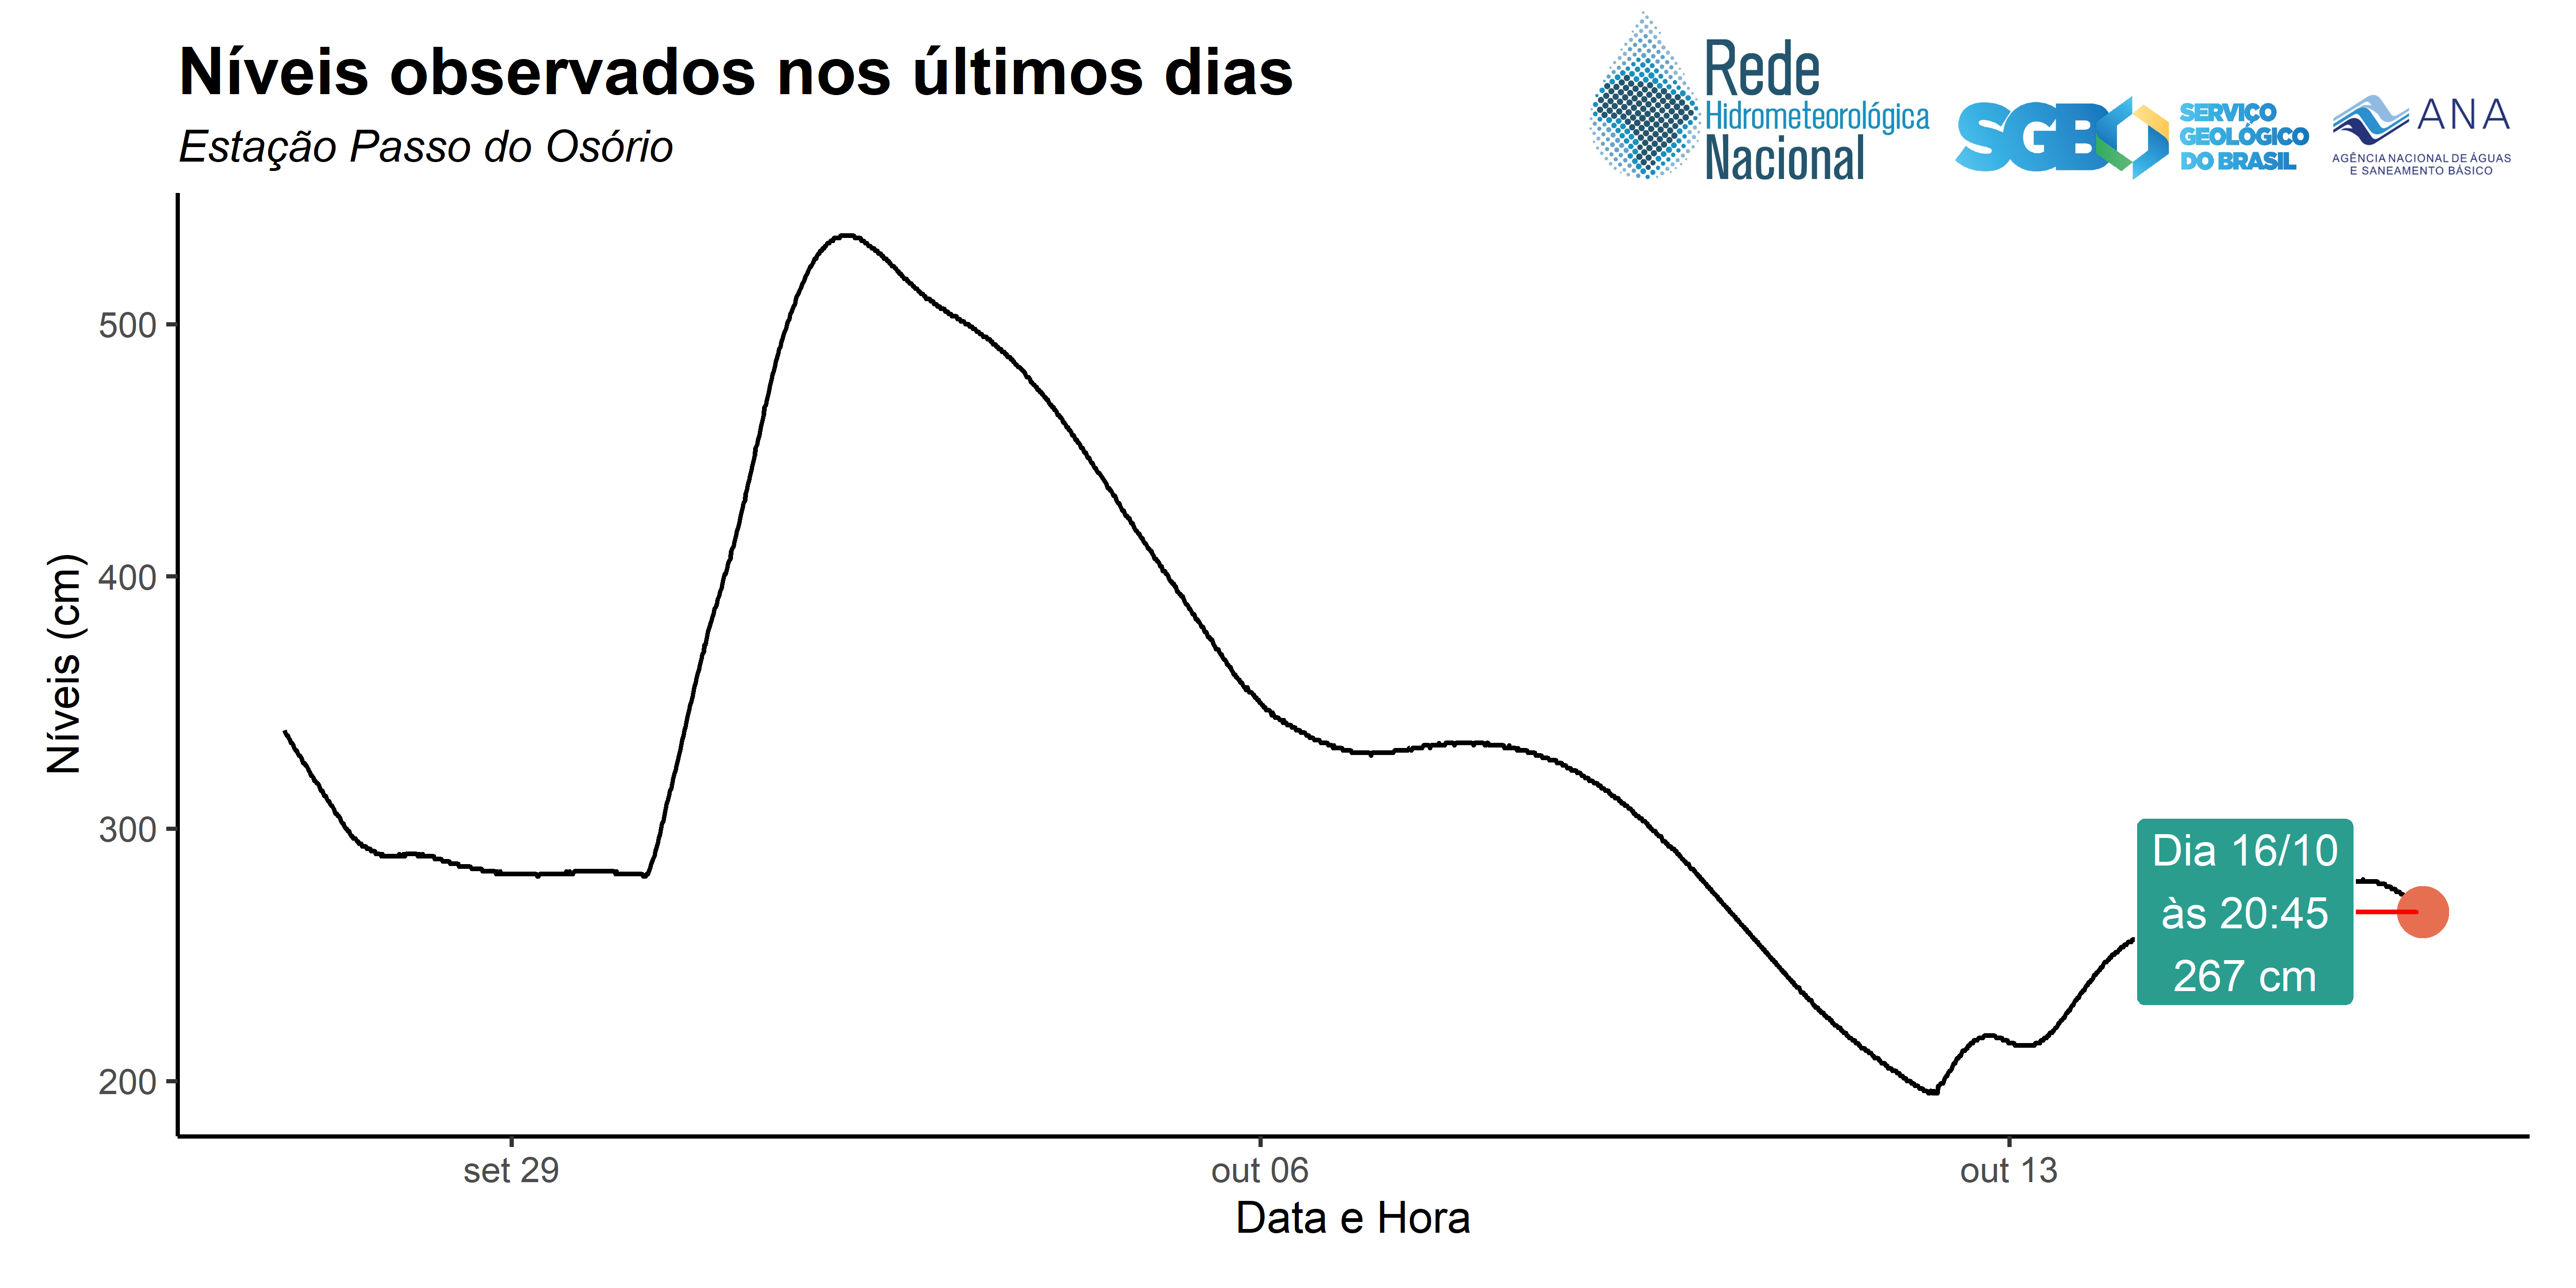 Níveis observados nos últimos dias
Estação Passo do Osório
Rede
Hidrometeorológica
Nacional
SGB
SERVIÇO
GEOLÓGICO
DO BRASIL
ANA
AGÊNCIA NACIONAL DE ÁGUAS
E SANEAMENTO BÁSICO
Níveis (cm)
500
400
300
200
Dia 16/10
às 20:45
267 cm
set 29
out 06
out 13
Data e Hora